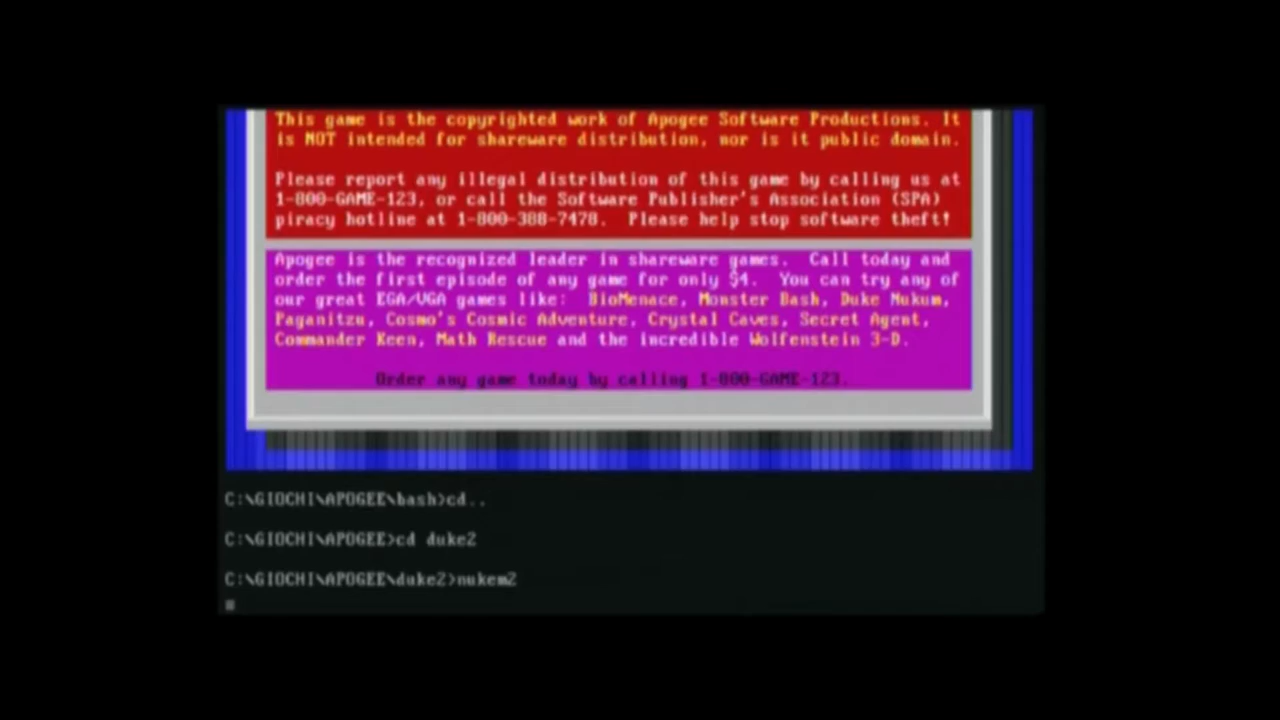 This game is the copyrighted work of Apogee Software Productions. It
is NOT intended for shareware distribution, nor is it public domain.
Please report any illegal distribution of this game by calling us at
1-800-GAME-123, or call the Software Publisher's Association (SPA)
piracy hotline at 1-800-388-7478. Please help stop software theft!
Apogee is the recognized leader in shareware games. Call today and
order the first episode of any game for only $4. You can try any of
our great EGA/VGA games like: BioMenace, Monster Bash, Duke Nukum,
Paganitzu, Cosmo's Cosmic Adventure, Crystal Caves, Secret Agent,
Commander Keen, Math Rescue and the incredible Wolfenstein 3-D.
Order any game today by calling 1-800-GAME-123.
C:\GIOCHI\APOGEE\bash>cd..
C:\GIOCHI\APOGEE>cd duke2
C:\GIOCHI\APOGEE\duke2>nukem2